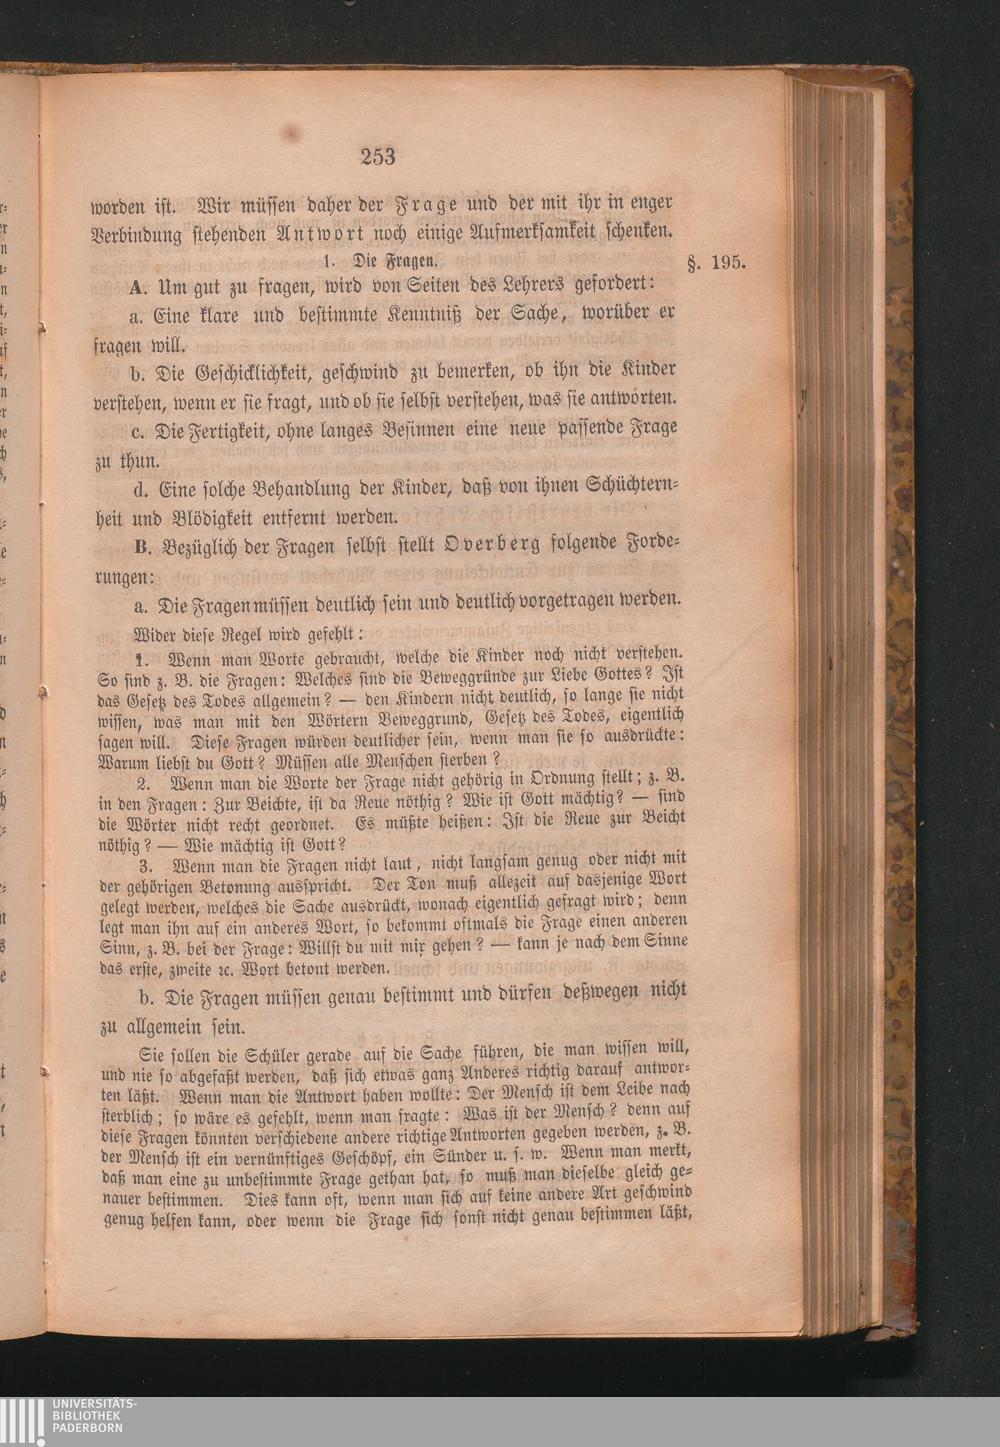 253
worden ist. Wir müssen daher der Frage und der mit ihr in enger
Verbindung stehenden Antwort noch einige Aufmerksamkeit schenken.
1. Die Fragen.
§. 195.
A. Um gut zu fragen, wird von Seiten des Lehrers gefordert:
a. Eine klare und bestimmte Kenntniß der Sache, worüber er
fragen will.
b. Die Geschicklichkeit, geschwind zu bemerken, ob ihn die Kinder
verstehen, wenn er sie fragt, und ob sie selbst verstehen, was sie antworten.
c. Die Fertigkeit, ohne langes Besinnen eine neue passende Frage
zu thun.
d. Eine solche Behandlung der Kinder, daß von ihnen Schüchtern-
heit und Blödigkeit entfernt werden.
B. Bezüglich der Fragen selbst stellt Overberg folgende Forde-
rungen:
a. Die Fragen müssen deutlich sein und deutlich vorgetragen werden.
Wider diese Regel wird gefehlt:
1. Wenn man Worte gebraucht, welche die Kinder noch nicht verstehen.
So sind z. B. die Fragen: Welches sind die Beweggründe zur Liebe Gottes? Ist
das Gesetz des Todes allgemein? — den Kindern nicht deutlich, so lange sie nicht
wissen, was man mit den Wörtern Beweggrund, Gesetz des Todes, eigentlich
sagen will. Diese Fragen würden deutlicher sein, wenn man sie so ausdrückte:
Warum liebst du Gott? Müssen alle Menschen sterben?
2. Wenn man die Worte der Frage nicht gehörig in Ordnung stellt; z. B.
in den Fragen: Zur Beichte, ist da Reue nöthig? Wie ist Gott mächtig? — sind
die Wörter nicht recht geordnet. Es müßte heißen: Ist die Reue zur Beicht
nöthig? — Wie mächtig ist Gott?
3. Wenn man die Fragen nicht laut, nicht langsam genug oder nicht mit
der gehörigen Betonung ausspricht. Der Ton muß allezeit auf dasjenige Wort
gelegt werden, welches die Sache ausdrückt, wonach eigentlich gefragt wird; denn
legt man ihn auf ein anderes Wort, so bekommt oftmals die Frage einen anderen
Sinn, z. B. bei der Frage: Willst du mit mir gehen? — kann je nach dem Sinne
das erste, zweite ꝛc. Wort betont werden.
b. Die Fragen müssen genau bestimmt und dürfen deßwegen nicht
zu allgemein sein.
Sie sollen die Schüler gerade auf die Sache führen, die man wissen will,
und nie so abgefaßt werden, daß sich etwas ganz Anderes richtig darauf antwor-
ten läßt. Wenn man die Antwort haben wollte: Der Mensch ist dem Leibe nach
sterblich; so wäre es gefehlt, wenn man fragte: Was ist der Mensch? denn auf
diese Fragen könnten verschiedene andere richtige Antworten gegeben werden, z. B.
der Mensch ist ein vernünftiges Geschöpf, ein Sünder u. s. w. Wenn man merkt,
daß man eine zu unbestimmte Frage gethan hat, so muß man dieselbe gleich ge-
nauer bestimmen. Dies kann oft, wenn man sich auf keine andere Art geschwind
genug helfen kann, oder wenn die Frage sich sonst nicht genau bestimmen läßt,
UNIVERSITÄTS-
BIBLIOTHEK
PADERBORN